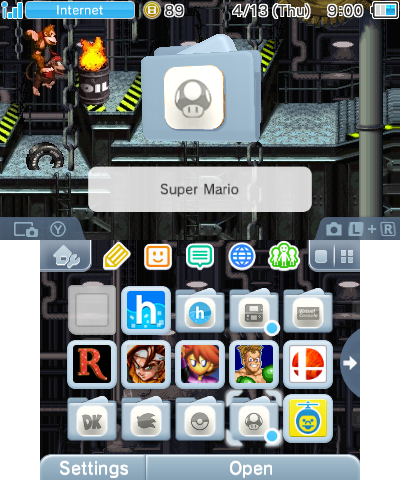 Internet
89
4/13 (Thu)
9:00
OIL
Super Mario
Y
L+R
h
h
Virtual Console
R
DK
Settings
Open